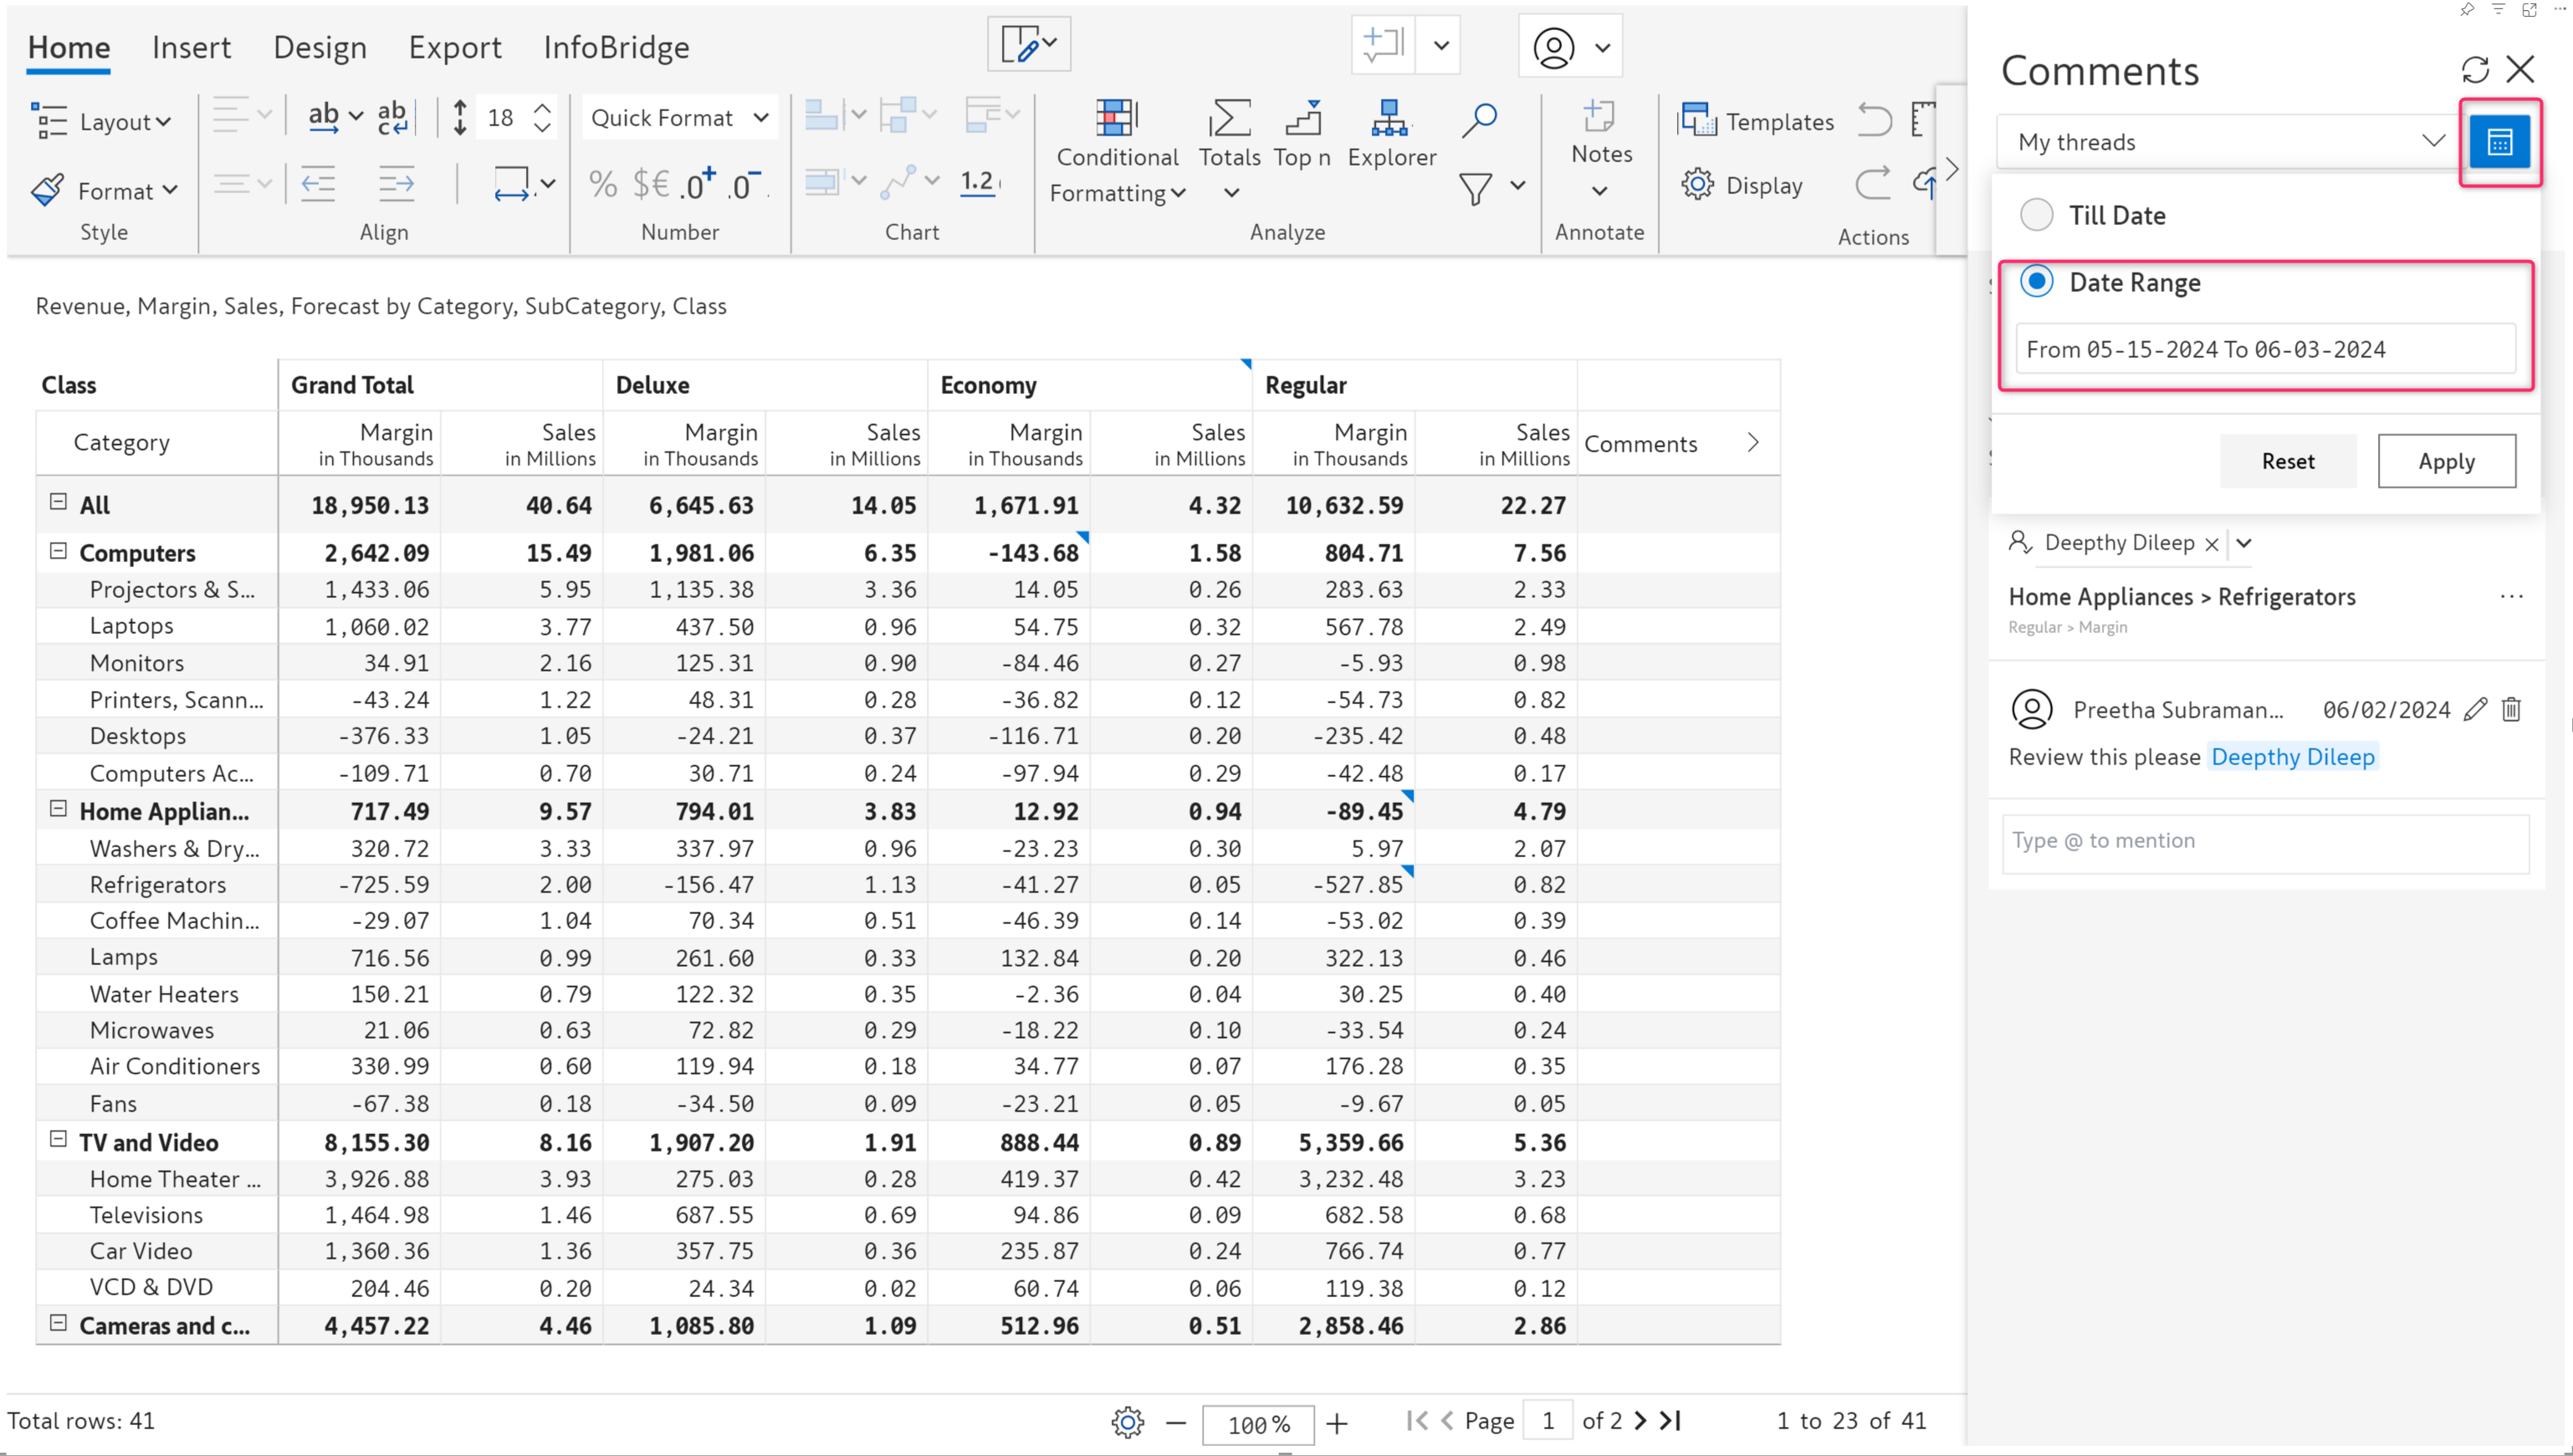 Home Insert Design Export InfoBridge
Layout
ab
ab
c
18
Quick Format
Format
% $€ .0+ .0-
1.2
Conditional
Formatting
Totals
Top n
Explorer
Notes
Templates
Display
Style
Align
Number
Chart
Analyze
Annotate
Actions
Revenue, Margin, Sales, Forecast by Category, SubCategory, Class
Class Grand Total Deluxe Economy Regular
Category Margin Sales Margin Sales Margin Sales Margin Sales Comments
in Thousands in Millions in Thousands in Millions in Thousands in Millions in Thousands in Millions
All 18,950.13 40.64 6,645.63 14.05 1,671.91 4.32 10,632.59 22.27
Computers 2,642.09 15.49 1,981.06 6.35 -143.68 1.58 804.71 7.56
Projectors & S... 1,433.06 5.95 1,135.38 3.36 14.05 0.26 283.63 2.33
Laptops 1,060.02 3.77 437.50 0.96 54.75 0.32 567.78 2.49
Monitors 34.91 2.16 125.31 0.90 -84.46 0.27 -5.93 0.98
Printers, Scann... -43.24 1.22 48.31 0.28 -36.82 0.12 -54.73 0.82
Desktops -376.33 1.05 -24.21 0.37 -116.71 0.20 -235.42 0.48
Computers Ac... -109.71 0.70 30.71 0.24 -97.94 0.29 -42.48 0.17
Home Applian... 717.49 9.57 794.01 3.83 12.92 0.94 -89.45 4.79
Washers & Dry... 320.72 3.33 337.97 0.96 -23.23 0.30 5.97 2.07
Refrigerators -725.59 2.00 -156.47 1.13 -41.27 0.05 -527.85 0.82
Coffee Machin... -29.07 1.04 70.34 0.51 -46.39 0.14 -53.02 0.39
Lamps 716.56 0.99 261.60 0.33 132.84 0.20 322.13 0.46
Water Heaters 150.21 0.79 122.32 0.35 -2.36 0.04 30.25 0.40
Microwaves 21.06 0.63 72.82 0.29 -18.22 0.10 -33.54 0.24
Air Conditioners 330.99 0.60 119.94 0.18 34.77 0.07 176.28 0.35
Fans -67.38 0.18 -34.50 0.09 -23.21 0.05 -9.67 0.05
TV and Video 8,155.30 8.16 1,907.20 1.91 888.44 0.89 5,359.66 5.36
Home Theater ... 3,926.88 3.93 275.03 0.28 419.37 0.42 3,232.48 3.23
Televisions 1,464.98 1.46 687.55 0.69 94.86 0.09 682.58 0.68
Car Video 1,360.36 1.36 357.75 0.36 235.87 0.24 766.74 0.77
VCD & DVD 204.46 0.20 24.34 0.02 60.74 0.06 119.38 0.12
Cameras and c... 4,457.22 4.46 1,085.80 1.09 512.96 0.51 2,858.46 2.86
Total rows: 41
100 %
Page 1 of 2
1 to 23 of 41
Comments
My threads
Till Date
Date Range
From 05-15-2024 To 06-03-2024
Reset Apply
Deepthy Dileep
Home Appliances > Refrigerators
Regular > Margin
Preetha Subraman... 06/02/2024
Review this please Deepthy Dileep
Type @ to mention